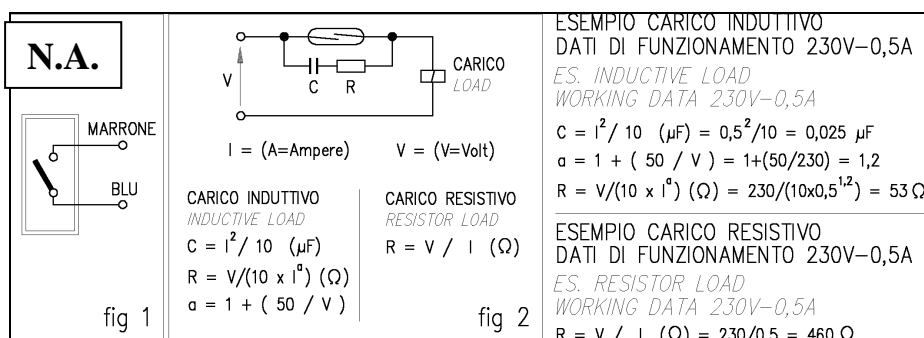 N.A.
MARRONE
BLU
fig 1
V
C R
CARICO
LOAD
I = (A=Ampere) V = (V=Volt)
CARICO INDUTTIVO
INDUCTIVE LOAD
C = I²/ 10 (μF)
R = V/(10 x Iᵃ) (Ω)
a = 1 + ( 50 / V )
CARICO RESISTIVO
RESISTOR LOAD
R = V / I (Ω)
fig 2
ESEMPIO CARICO INDUTTIVO
DATI DI FUNZIONAMENTO 230V-0,5A
ES. INDUCTIVE LOAD
WORKING DATA 230V-0,5A
C = I²/ 10 (μF) = 0,5²/10 = 0,025 μF
a = 1 + ( 50 / V ) = 1+(50/230) = 1,2
R = V/(10 x Iᵃ) (Ω) = 230/(10x0,5¹,²) = 53 Ω
ESEMPIO CARICO RESISTIVO
DATI DI FUNZIONAMENTO 230V-0,5A
ES. RESISTOR LOAD
WORKING DATA 230V-0,5A
R = V / I (Ω) = 230/0,5 = 460 Ω